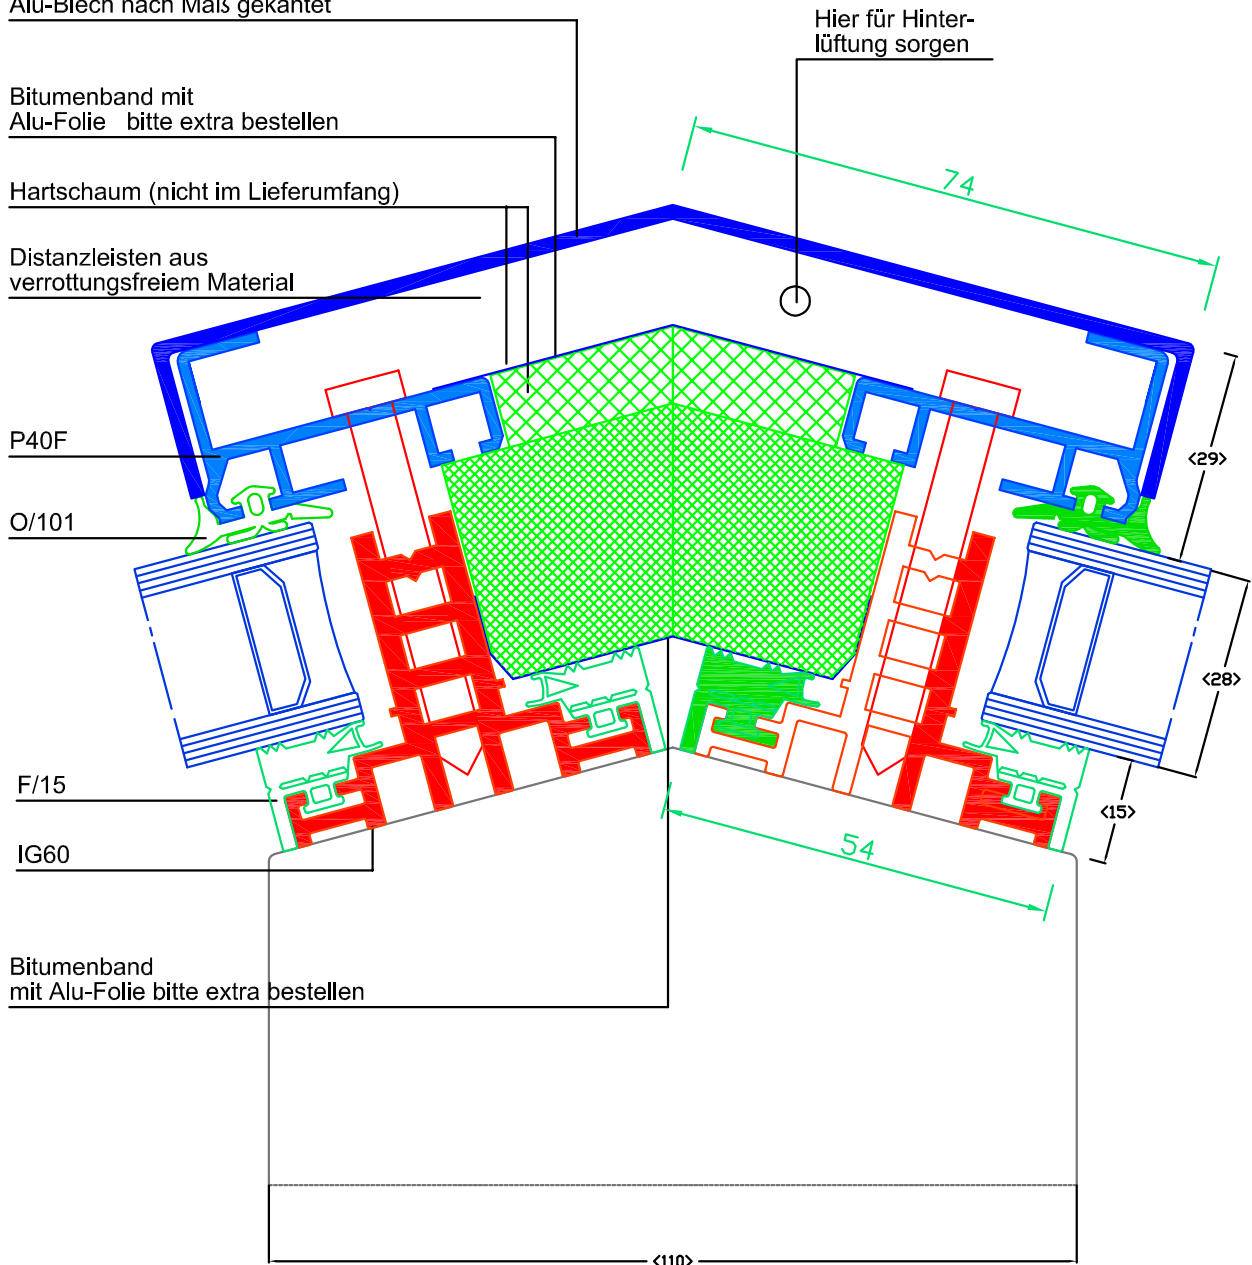 Alu-Blech nach Maß gekantet
Hier für Hinter-
lüftung sorgen
Bitumenband mit
Alu-Folie bitte extra bestellen
74
Hartschaum (nicht im Lieferumfang)
Distanzleisten aus
verrottungsfreiem Material
P40F
<29>
O/101
<28>
F/15
<15>
IG60
54
Bitumenband
mit Alu-Folie bitte extra bestellen
<110>